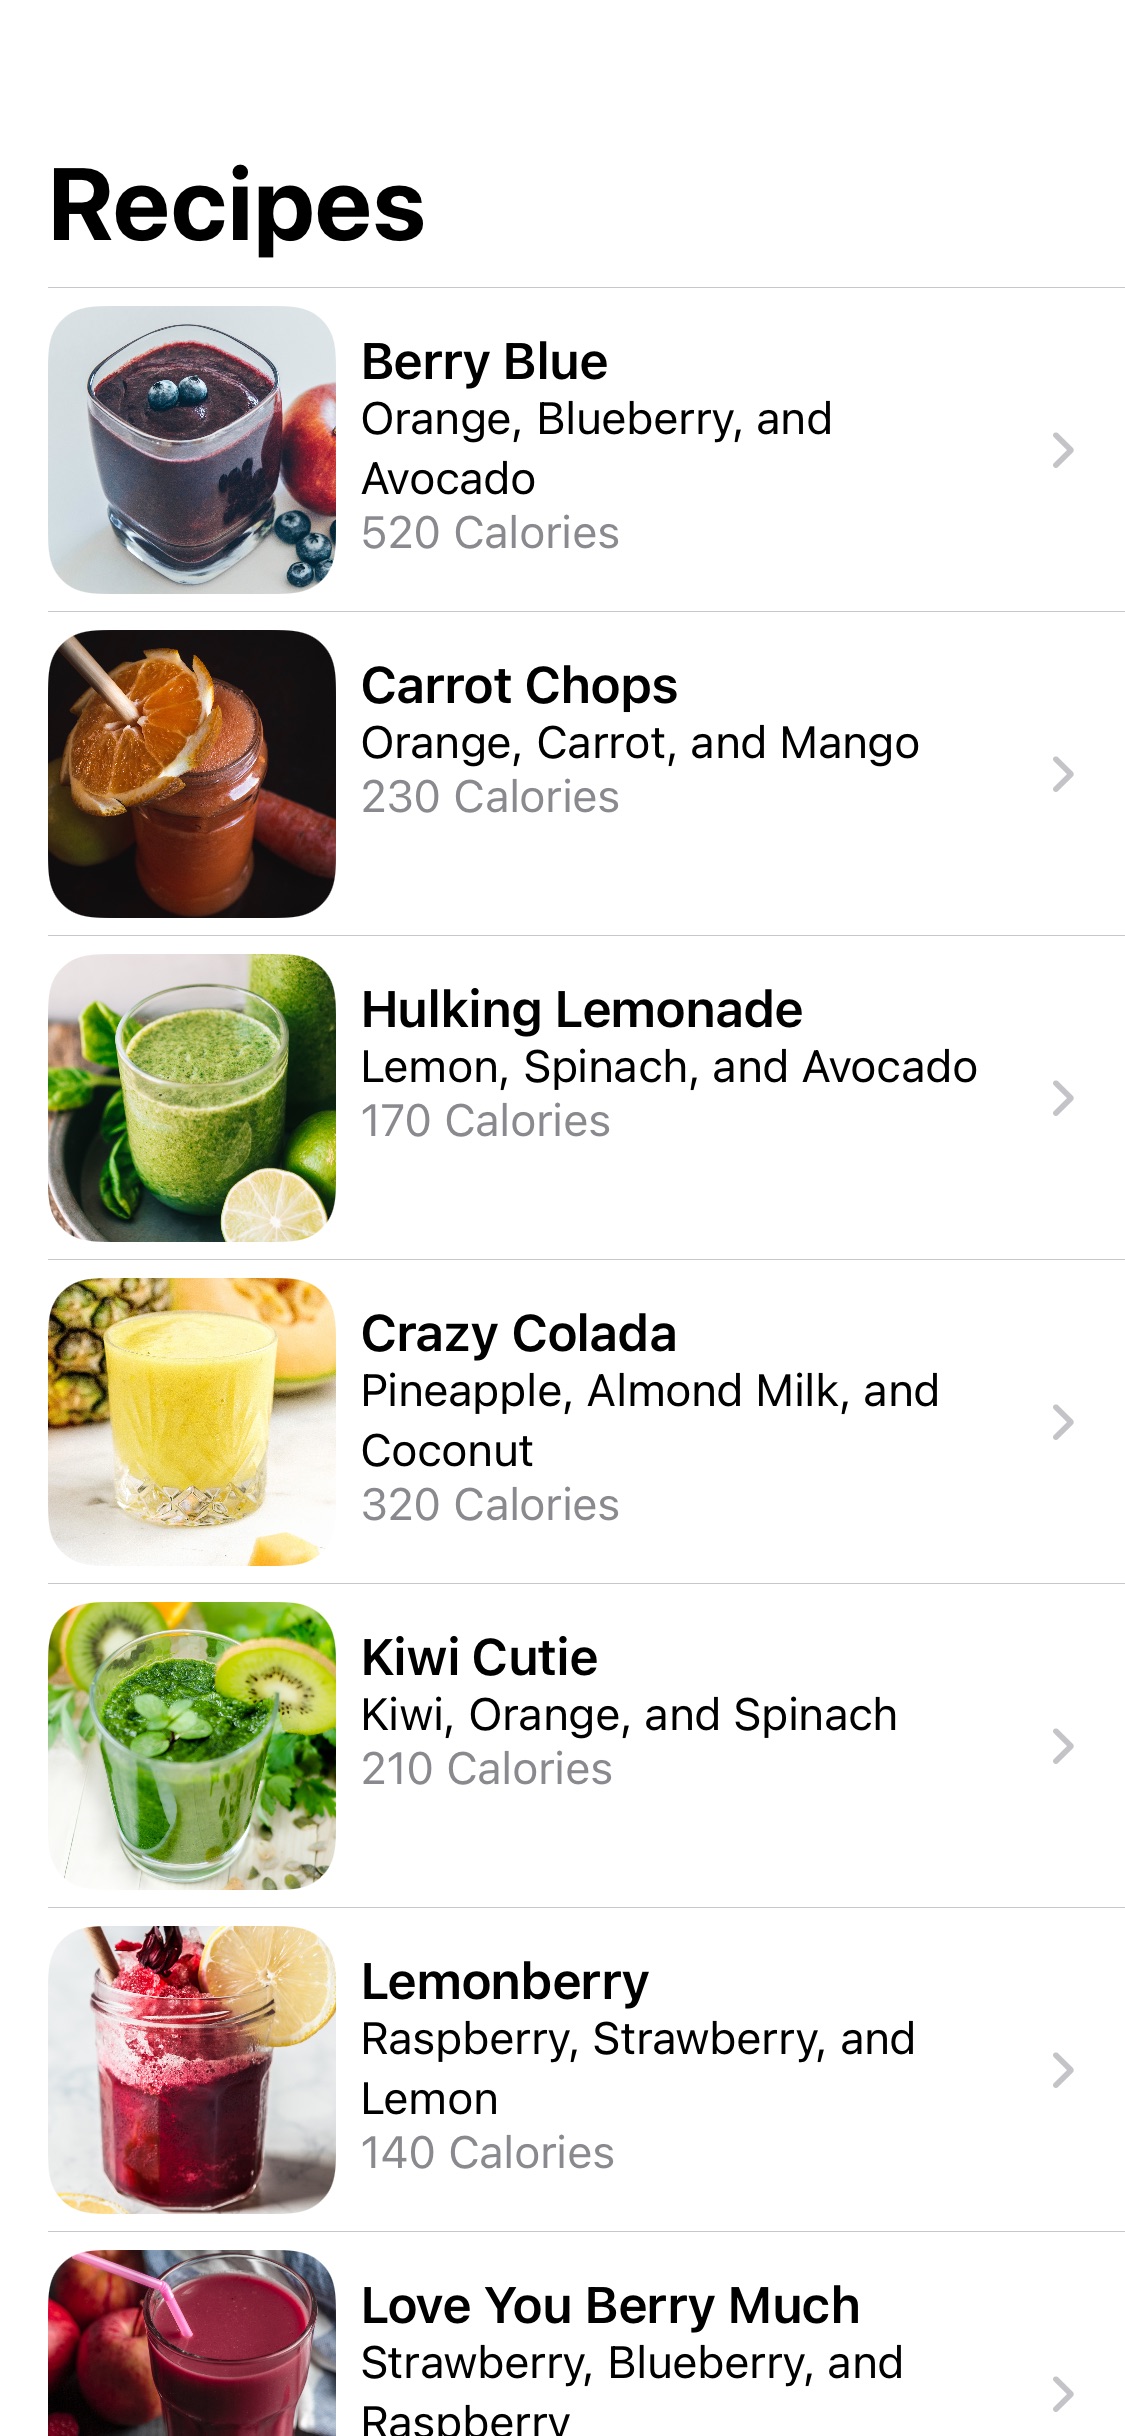 Recipes
Berry Blue
Orange, Blueberry, and
Avocado
520 Calories
Carrot Chops
Orange, Carrot, and Mango
230 Calories
Hulking Lemonade
Lemon, Spinach, and Avocado
170 Calories
Crazy Colada
Pineapple, Almond Milk, and
Coconut
320 Calories
Kiwi Cutie
Kiwi, Orange, and Spinach
210 Calories
Lemonberry
Raspberry, Strawberry, and
Lemon
140 Calories
Love You Berry Much
Strawberry, Blueberry, and
Raspberry